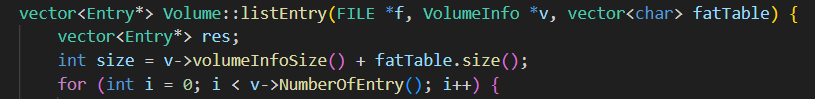 vector<Entry*> Volume::listEntry(FILE *f, VolumeInfo *v, vector<char> fatTable) {
    vector<Entry*> res;
    int size = v->volumeInfoSize() + fatTable.size();
    for (int i = 0; i < v->NumberOfEntry(); i++) {